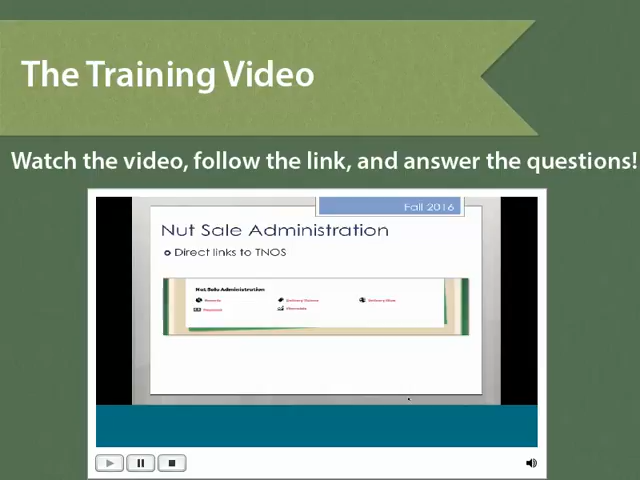 The Training Video
Watch the video, follow the link, and answer the questions!
Fall 2016
Nut Sale Administration
Direct links to TNOS
Nut Sale Administration